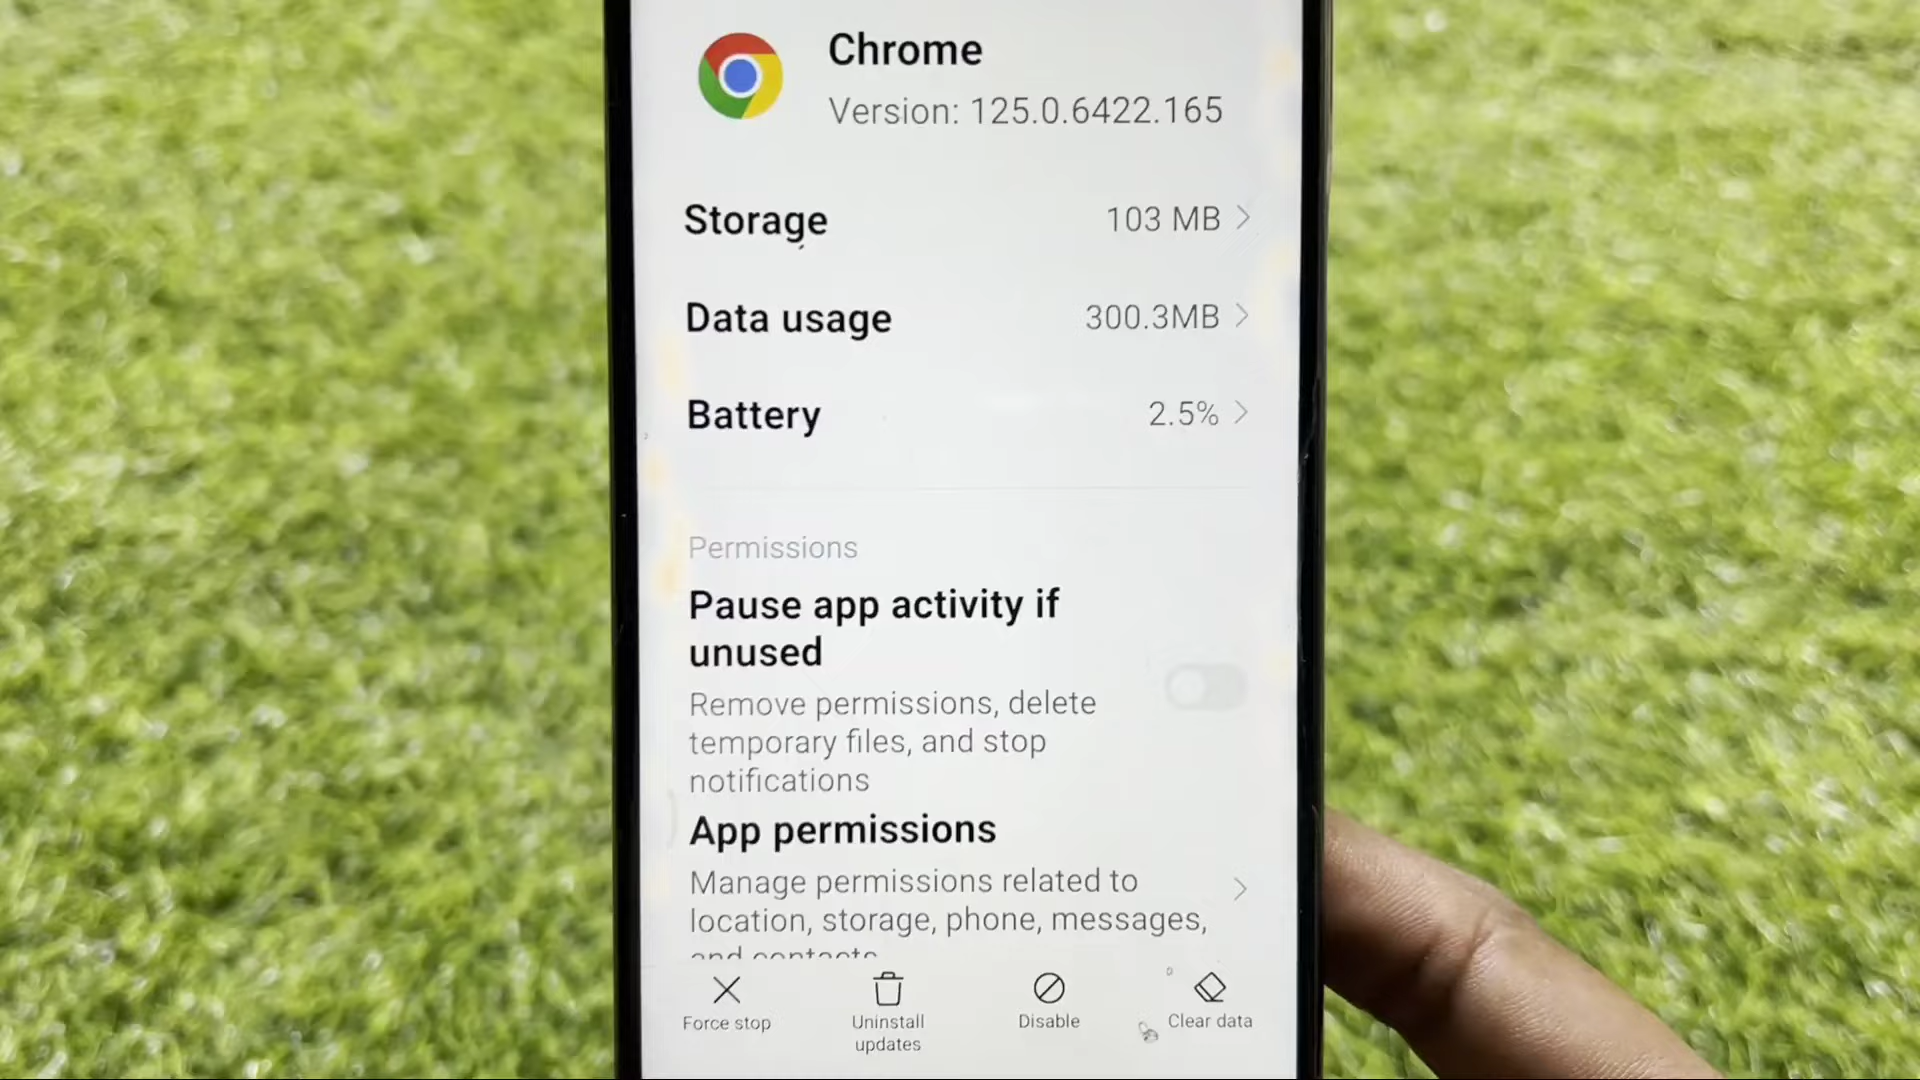 Chrome
Version: 125.0.6422.165
Storage 103 MB
Data usage 300.3MB
Battery 2.5%
Permissions
Pause app activity if
unused
Remove permissions, delete
temporary files, and stop
notifications
App permissions
Manage permissions related to
location, storage, phone, messages,
and contacts
Force stop
Uninstall
updates
Disable
Clear data